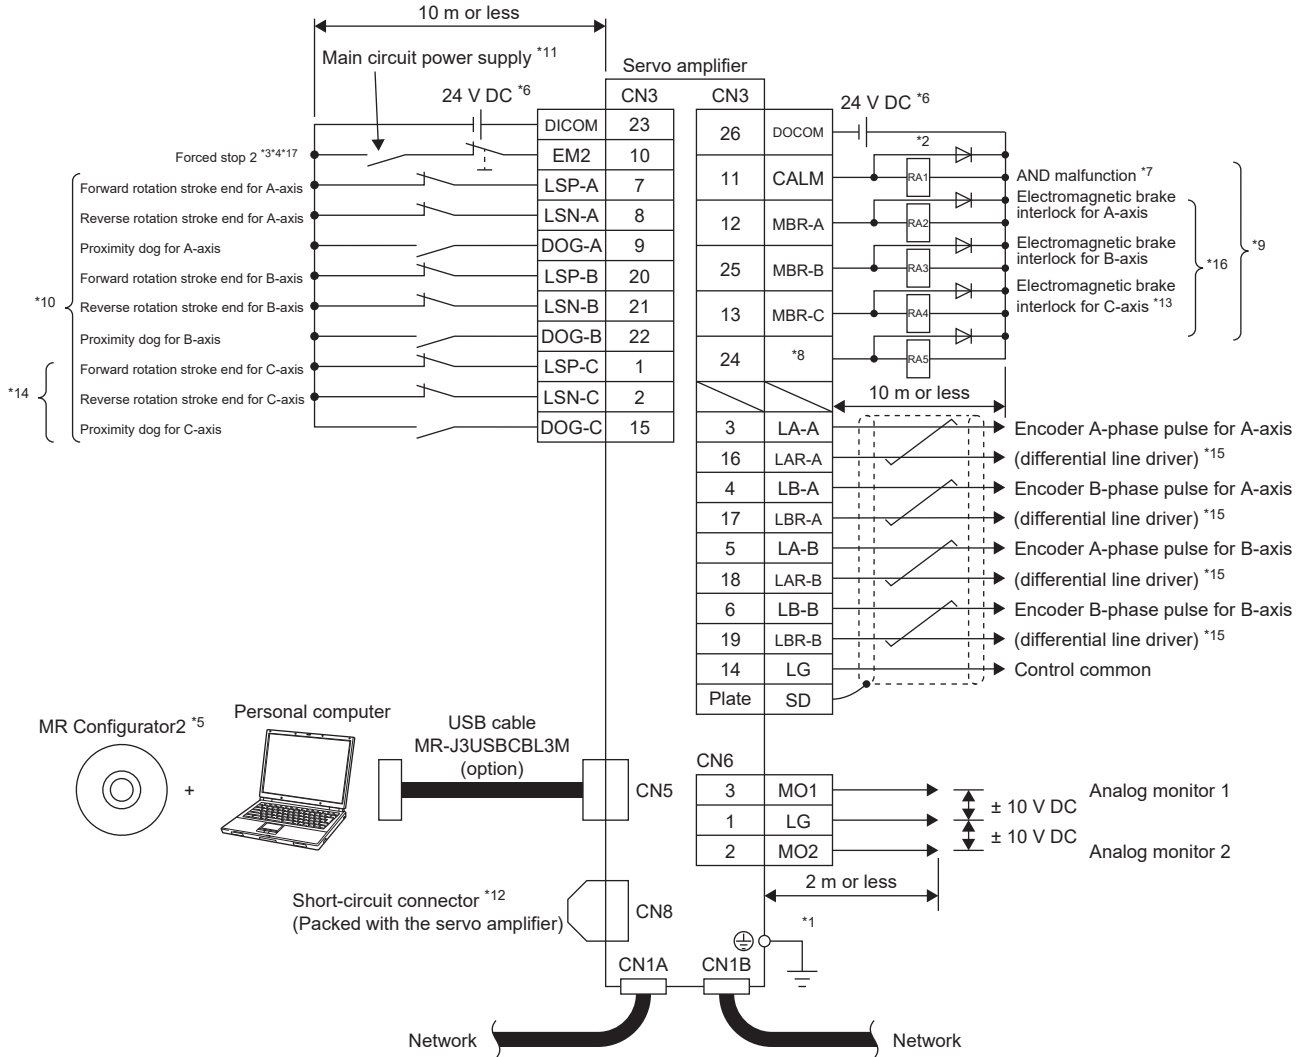 10 m or less
Main circuit power supply *11
Servo amplifier
24 V DC *6
CN3
CN3
24 V DC *6
DICOM 23
26 DOCOM
*2
Forced stop 2 *3*4*17
EM2 10
Forward rotation stroke end for A-axis
LSP-A 7
11 CALM
RA1
AND malfunction *7
Reverse rotation stroke end for A-axis
LSN-A 8
12 MBR-A
RA2
Electromagnetic brake
interlock for A-axis
Proximity dog for A-axis
DOG-A 9
Forward rotation stroke end for B-axis
LSP-B 20
25 MBR-B
RA3
Electromagnetic brake
interlock for B-axis
*16
*9
*10
Reverse rotation stroke end for B-axis
LSN-B 21
13 MBR-C
RA4
Electromagnetic brake
interlock for C-axis *13
Proximity dog for B-axis
DOG-B 22
*14
Forward rotation stroke end for C-axis
LSP-C 1
24 *8
RA5
Reverse rotation stroke end for C-axis
LSN-C 2
10 m or less
Proximity dog for C-axis
DOG-C 15
3 LA-A
Encoder A-phase pulse for A-axis
16 LAR-A
(differential line driver) *15
4 LB-A
Encoder B-phase pulse for A-axis
17 LBR-A
(differential line driver) *15
5 LA-B
Encoder A-phase pulse for B-axis
18 LAR-B
(differential line driver) *15
6 LB-B
Encoder B-phase pulse for B-axis
19 LBR-B
(differential line driver) *15
14 LG
Control common
Plate SD
MR Configurator2 *5
+
Personal computer
USB cable
MR-J3USBCBL3M
(option)
CN5
CN6
3 MO1
Analog monitor 1
± 10 V DC
1 LG
± 10 V DC
2 MO2
Analog monitor 2
2 m or less
Short-circuit connector *12
(Packed with the servo amplifier)
CN8
*1
CN1A
CN1B
Network
Network